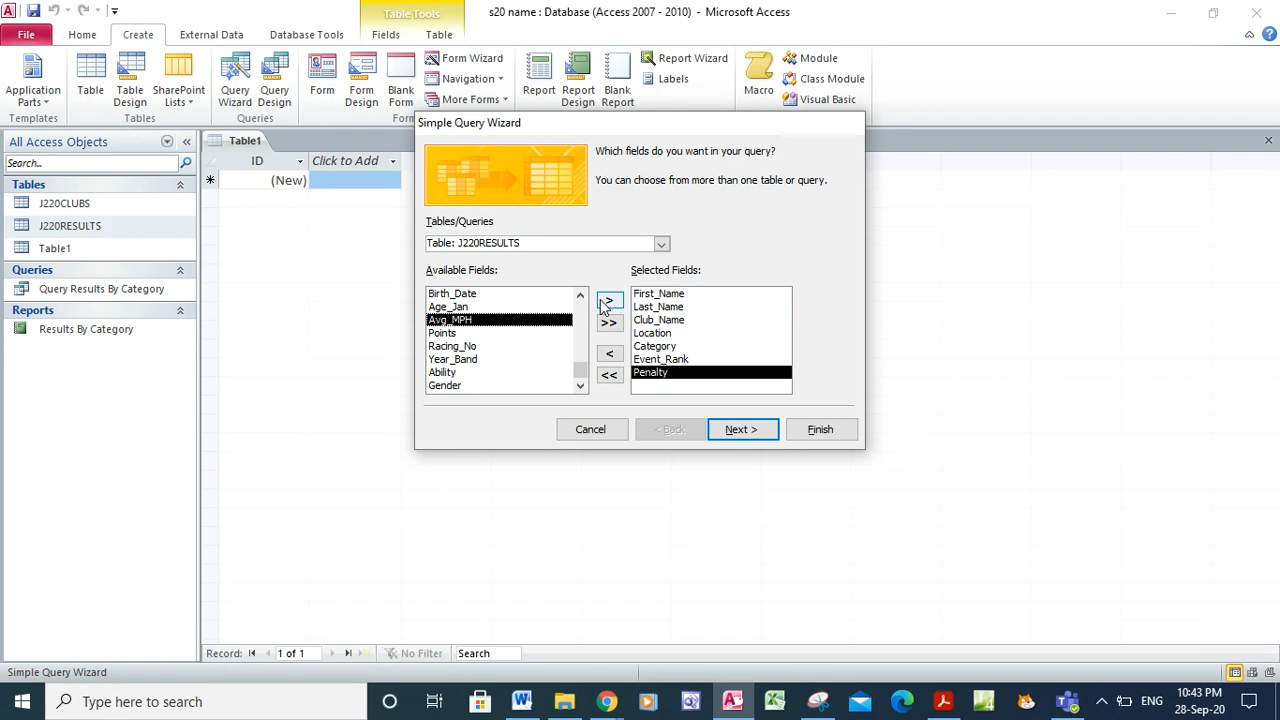 Table Tools
s20 name : Database (Access 2007 - 2010) - Microsoft Access
File Home Create External Data Database Tools Fields Table
Application Parts
Table
Table Design
SharePoint Lists
Query Wizard
Query Design
Form
Form Design
Blank Form
Form Wizard
Navigation
More Forms
Report
Report Design
Blank Report
Report Wizard
Labels
Macro
Module
Class Module
Visual Basic
Templates
Tables
Queries
All Access Objects
Search...
Tables
J220CLUBS
J220RESULTS
Table1
Queries
Query Results By Category
Reports
Results By Category
Table1
ID Click to Add
(New)
Simple Query Wizard
Which fields do you want in your query?
You can choose from more than one table or query.
Tables/Queries
Table: J220RESULTS
Available Fields:
Birth_Date
Age_Jan
Avg_MPH
Points
Racing_No
Year_Band
Ability
Gender
>
>>
<
<<
Selected Fields:
First_Name
Last_Name
Club_Name
Location
Category
Event_Rank
Penalty
Cancel < Back Next > Finish
Record: 1 of 1 No Filter Search
Simple Query Wizard
Type here to search
ENG
10:43 PM
28-Sep-20